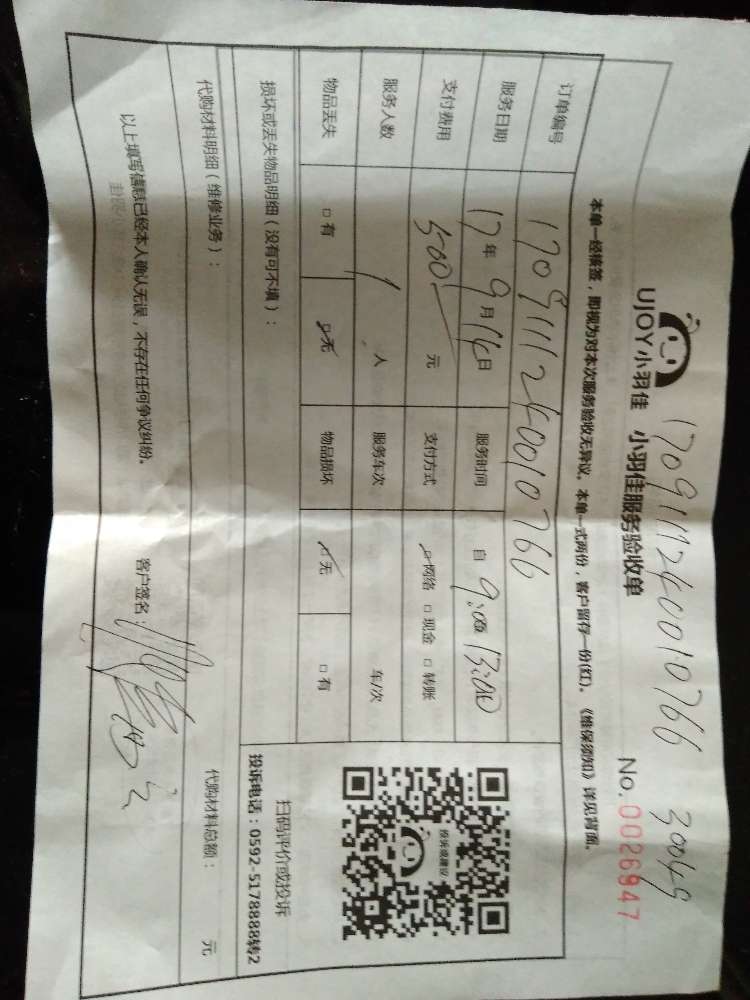 1709111240010766 30049
UJOY小羽佳 小羽佳服务验收单 No.0026947
本单一经核签，即视为对本次服务验收无异议。本单一式两份，客户留存一份(红)。《维保须知》详见背面。
订单编号 1709111240010766
服务日期 17年9月14日 服务时间 自 9:00至13:00
支付费用 500元 支付方式 网络 □现金 □转账
服务人数 1人 服务车次 车/次
物品丢失 □有 □无 物品损坏 □无 □有
损坏或丢失物品明细（没有可不填）：
投诉或建议
扫码评价或投诉
投诉电话：0592-5178888转2
代购材料明细（维修业务）： 代购材料总额： 元
以上填写信息已经本人确认无误，不存在任何争议纠纷。 客户签名：